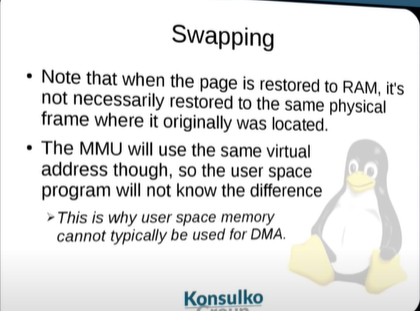 Swapping
• Note that when the page is restored to RAM, it's
not necessarily restored to the same physical
frame where it originally was located.
• The MMU will use the same virtual
address though, so the user space
program will not know the difference
➢This is why user space memory
cannot typically be used for DMA.
Konsulko